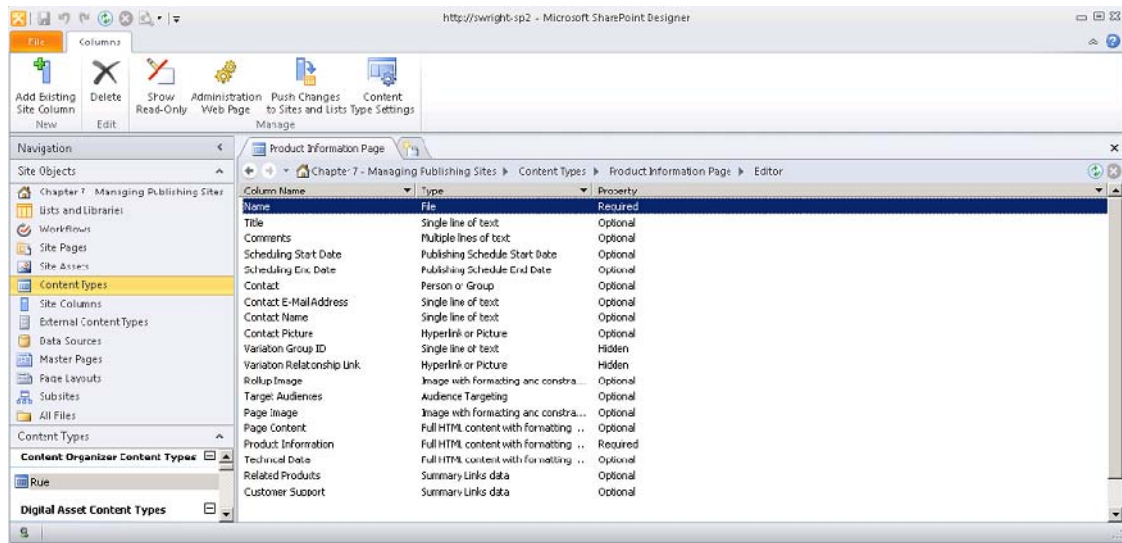 http://swright-sp2 - Microsoft SharePoint Designer
File Columns
Add Existing Site Column
Delete
Show Read-Only
Administration Web Page
Push Changes to Sites and Lists
Content Type Settings
New Edit Manage
Navigation
Product Information Page
Site Objects
Chapter 7 - Managing Publishing Sites Content Types Product Information Page Editor
Chapter 7 - Managing Publishing Sites
Lists and Libraries
Workflows
Site Pages
Site Assets
Content Types
Site Columns
External Content Types
Data Sources
Master Pages
Page Layouts
Subsites
All Files
Content Types
Content Organizer Content Types
Rule
Digital Asset Content Types
Column Name Type Property
Name File Required
Title Single line of text Optional
Comments Multiple lines of text Optional
Scheduling Start Date Publishing Schedule Start Date Optional
Scheduling End Date Publishing Schedule End Date Optional
Contact Person or Group Optional
Contact E-Mail Address Single line of text Optional
Contact Name Single line of text Optional
Contact Picture Hyperlink or Picture Optional
Variation Group ID Single line of text Hidden
Variation Relationship Link Hyperlink or Picture Hidden
Rollup Image Image with formatting and constra... Optional
Target Audiences Audience Targeting Optional
Page Image Image with formatting and constra... Optional
Page Content Full HTML content with formatting ... Optional
Product Information Full HTML content with formatting ... Required
Technical Data Full HTML content with formatting ... Optional
Related Products Summary Links data Optional
Customer Support Summary Links data Optional